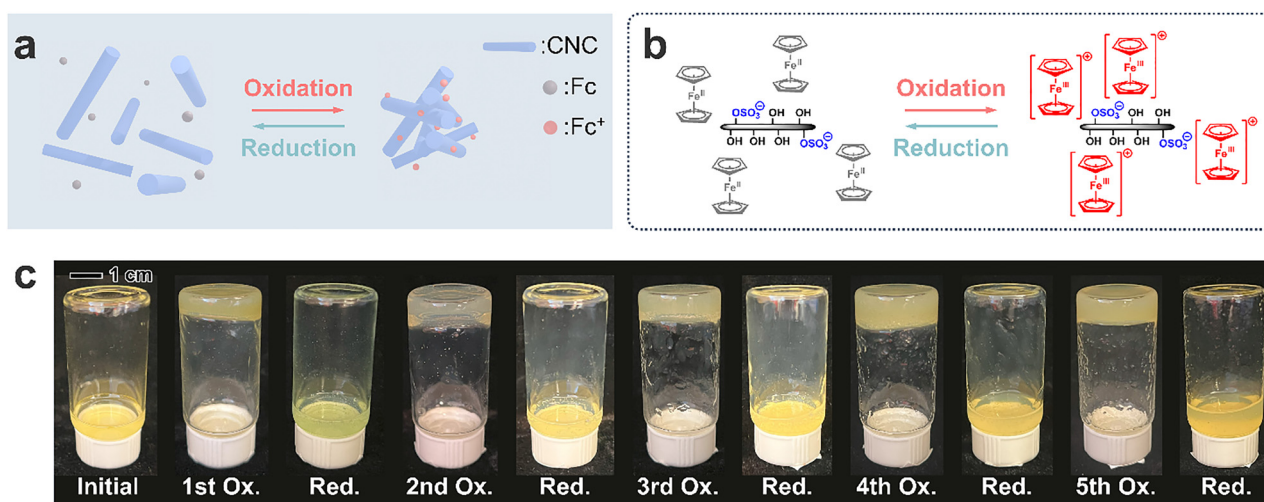 a
:CNC
:Fc
:Fc⁺
Oxidation
Reduction
b
Fe^II
Fe^II
OSO₃⊖ OH OH OH
OH OH OH OSO₃⊖
Fe^II
Fe^II
Oxidation
Reduction
Fe^III ⊕
Fe^III ⊕
OSO₃⊖ OH OH OH
OH OH OH OSO₃⊖
Fe^III ⊕
Fe^III ⊕
c
1 cm
Initial 1st Ox. Red. 2nd Ox. Red. 3rd Ox. Red. 4th Ox. Red. 5th Ox. Red.